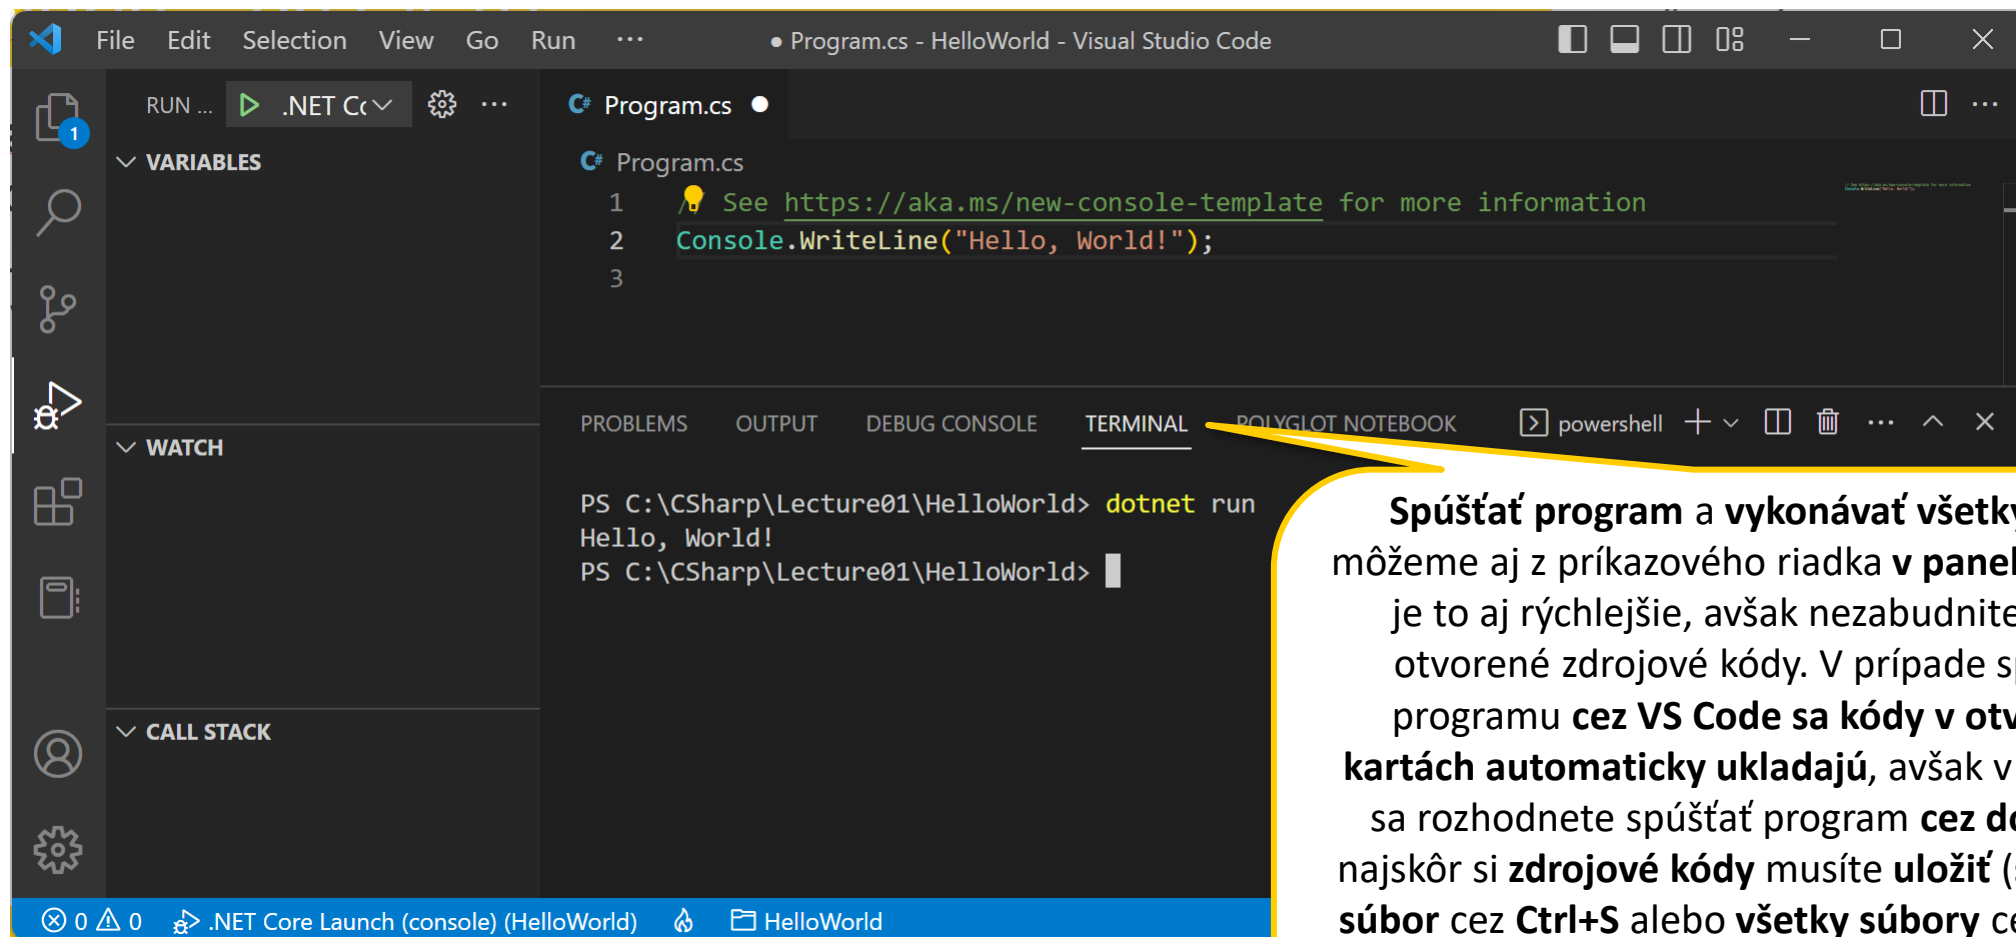 File Edit Selection View Go Run ··· ● Program.cs - HelloWorld - Visual Studio Code
RUN ... .NET ··· Program.cs ●
VARIABLES
Program.cs
1 // See https://aka.ms/new-console-template for more information
2 Console.WriteLine("Hello, World!");
3
PROBLEMS OUTPUT DEBUG CONSOLE TERMINAL POLYGLOT NOTEBOOK powershell
WATCH
PS C:\CSharp\Lecture01\HelloWorld> dotnet run
Hello, World!
PS C:\CSharp\Lecture01\HelloWorld>
CALL STACK
Spúšťať program a vykonávať
môžeme aj z príkazového riadka v
je to aj rýchlejšie, avšak nezabudnite
otvorené zdrojové kódy. V prípade
programu cez VS Code sa kódy v
kartách automaticky ukladajú, avšak v
sa rozhodnete spúšťať program cez
najskôr si zdrojové kódy musíte uložiť
súbor cez Ctrl+S alebo všetky súbory
1
0 0 .NET Core Launch (console) (HelloWorld) HelloWorld